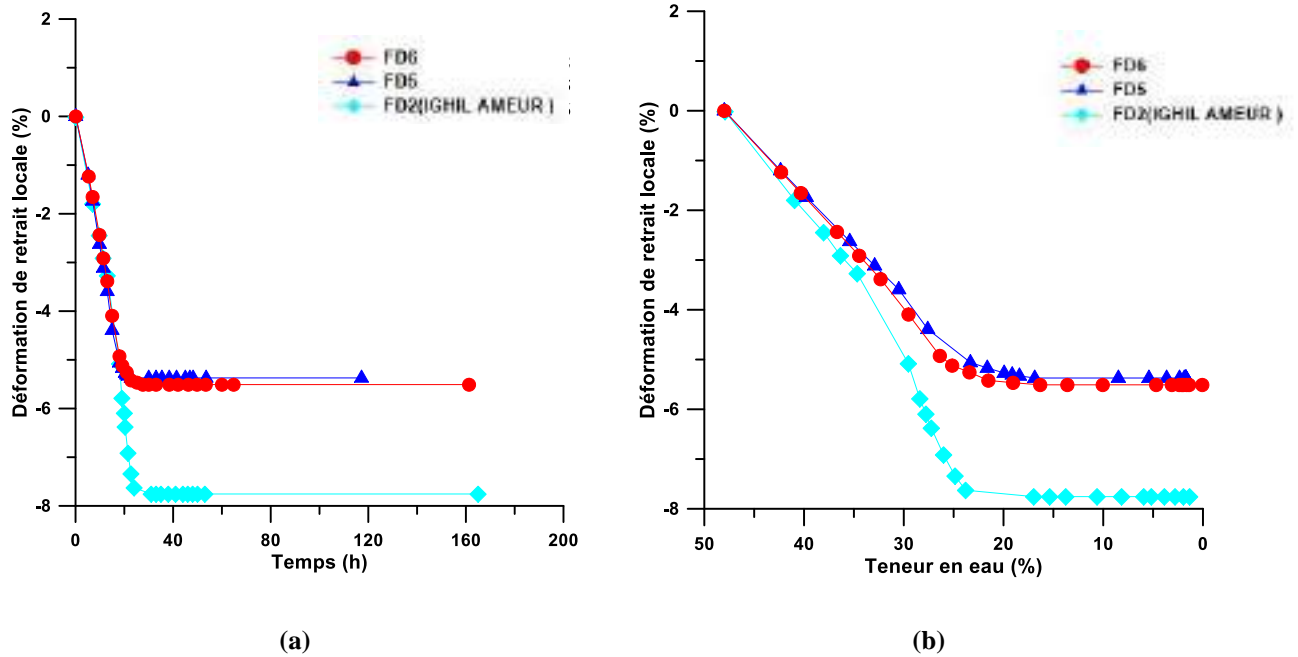 2
0
-2
-4
-6
-8
Déformation de retrait locale (%)
0
40
80
120
160
200
Temps (h)
FD6
FD5
FD2(IGHIL AMEUR )
(a)
2
0
-2
-4
-6
-8
Déformation de retrait locale (%)
50
40
30
20
10
0
Teneur en eau (%)
FD6
FD5
FD2(IGHIL AMEUR )
(b)